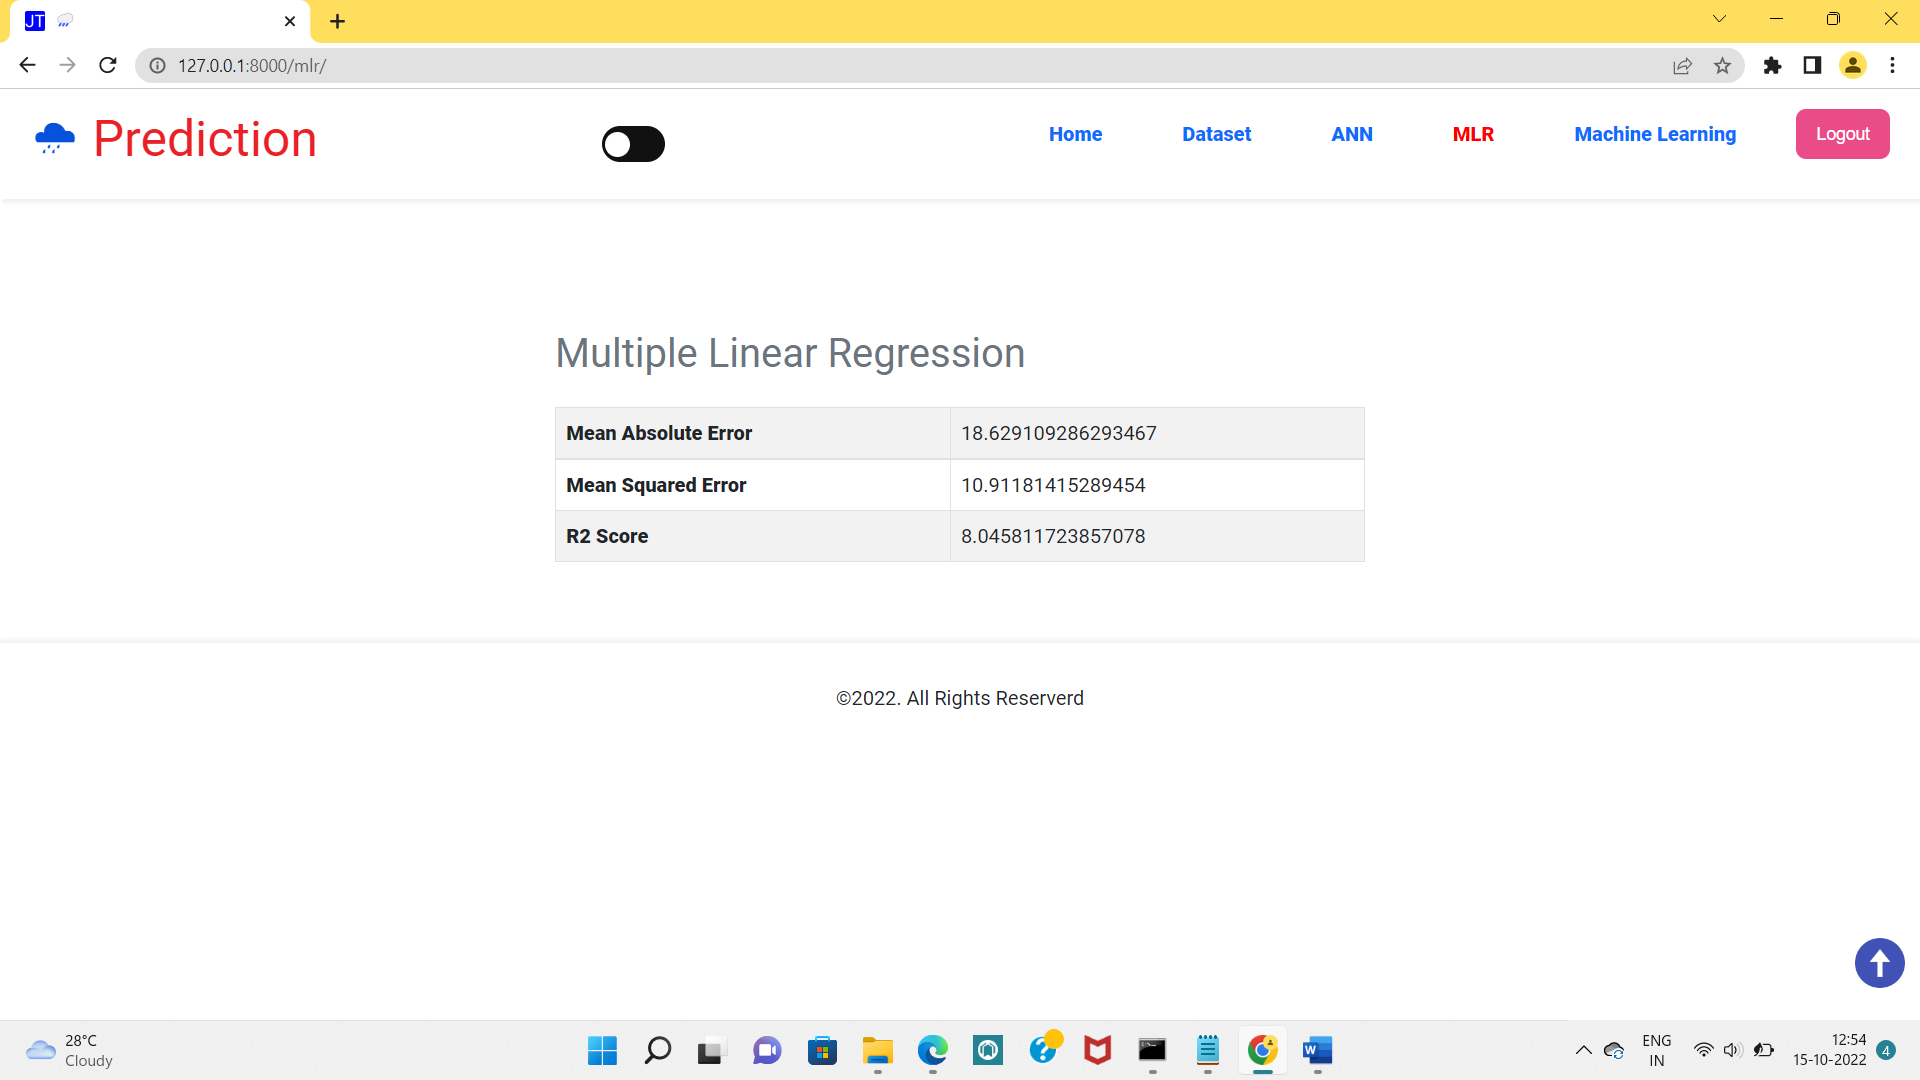 JT
127.0.0.1:8000/mlr/
Prediction
Home Dataset ANN MLR Machine Learning Logout
Multiple Linear Regression
Mean Absolute Error 18.629109286293467
Mean Squared Error 10.91181415289454
R2 Score 8.045811723857078
©2022. All Rights Reserverd
28°C
Cloudy
W
ENG
IN
12:54
15-10-2022
4